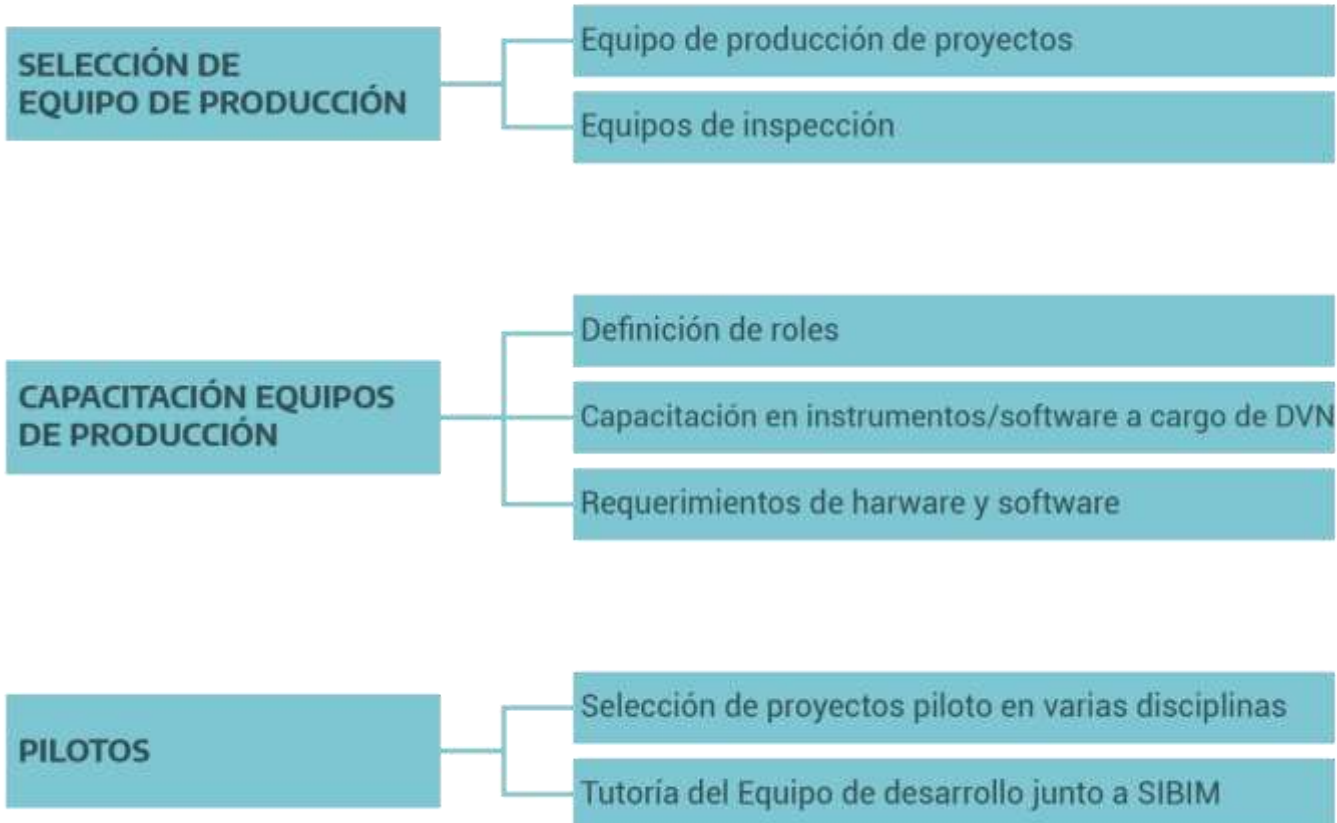 SELECCIÓN DE
EQUIPO DE PRODUCCIÓN
Equipo de producción de proyectos
Equipos de inspección
CAPACITACIÓN EQUIPOS
DE PRODUCCIÓN
Definición de roles
Capacitación en instrumentos/software a cargo de DVN
Requerimientos de harware y software
PILOTOS
Selección de proyectos piloto en varias disciplinas
Tutoría del Equipo de desarrollo junto a SIBIM